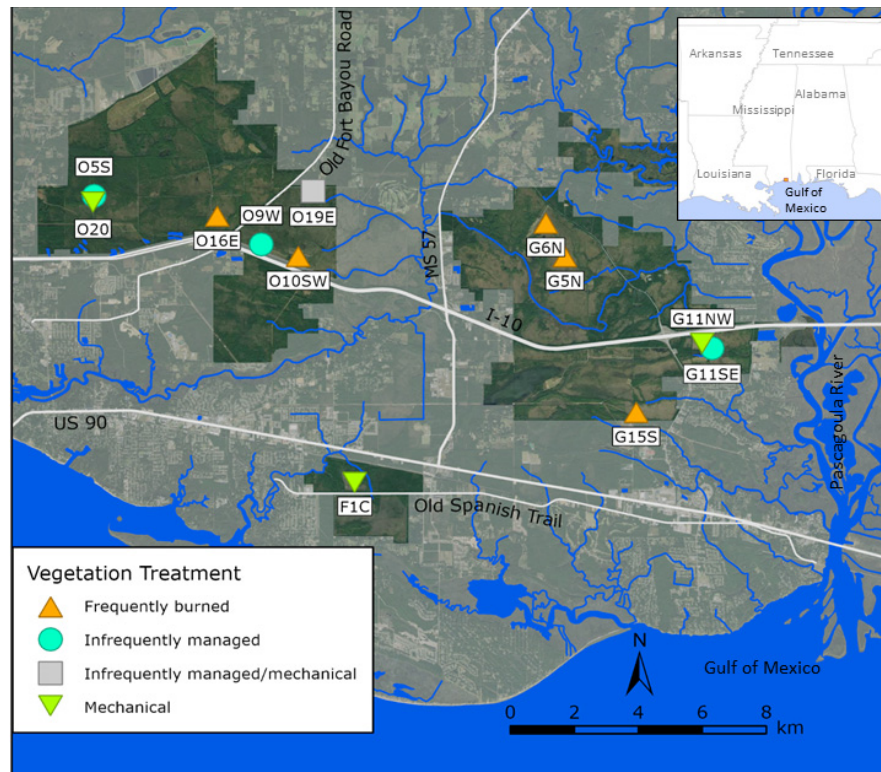 Arkansas
Tennessee
Alabama
Mississippi
Louisiana
Florida
Gulf of
Mexico
Old Fort Bayou Road
O5S
O20
O16E
O9W
O19E
O10SW
MS 57
G6N
G5N
I-10
G11NW
G11SE
G15S
Pascagoula River
US 90
F1C
Old Spanish Trail
Vegetation Treatment
Frequently burned
Infrequently managed
Infrequently managed/mechanical
Mechanical
N
Gulf of Mexico
0 2 4 6 8
km